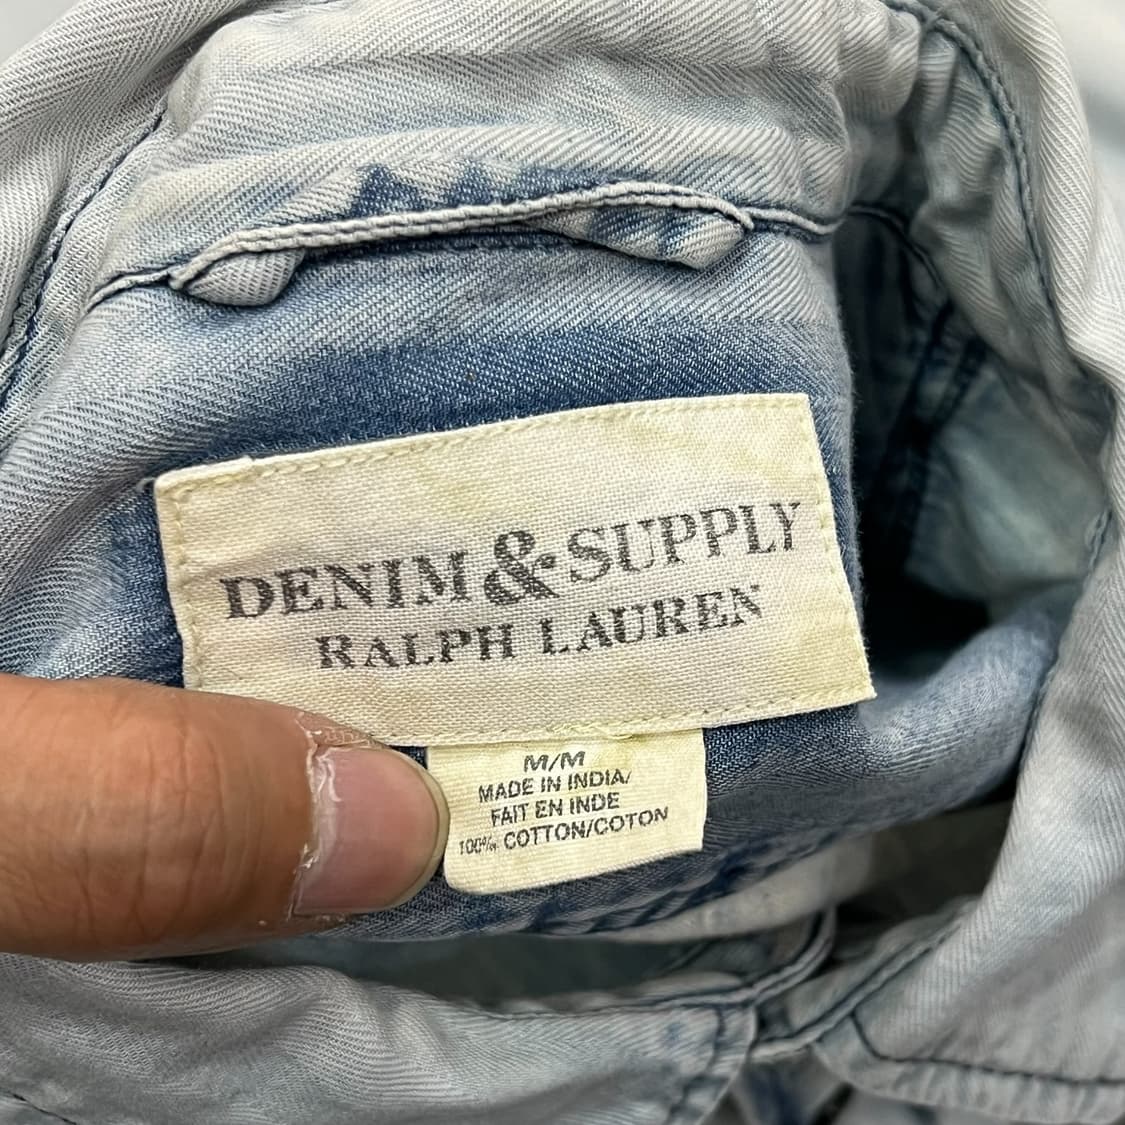 DENIM & SUPPLY
RALPH LAUREN
M/M
MADE IN INDIA/
FAIT EN INDE
100% COTTON/COTON